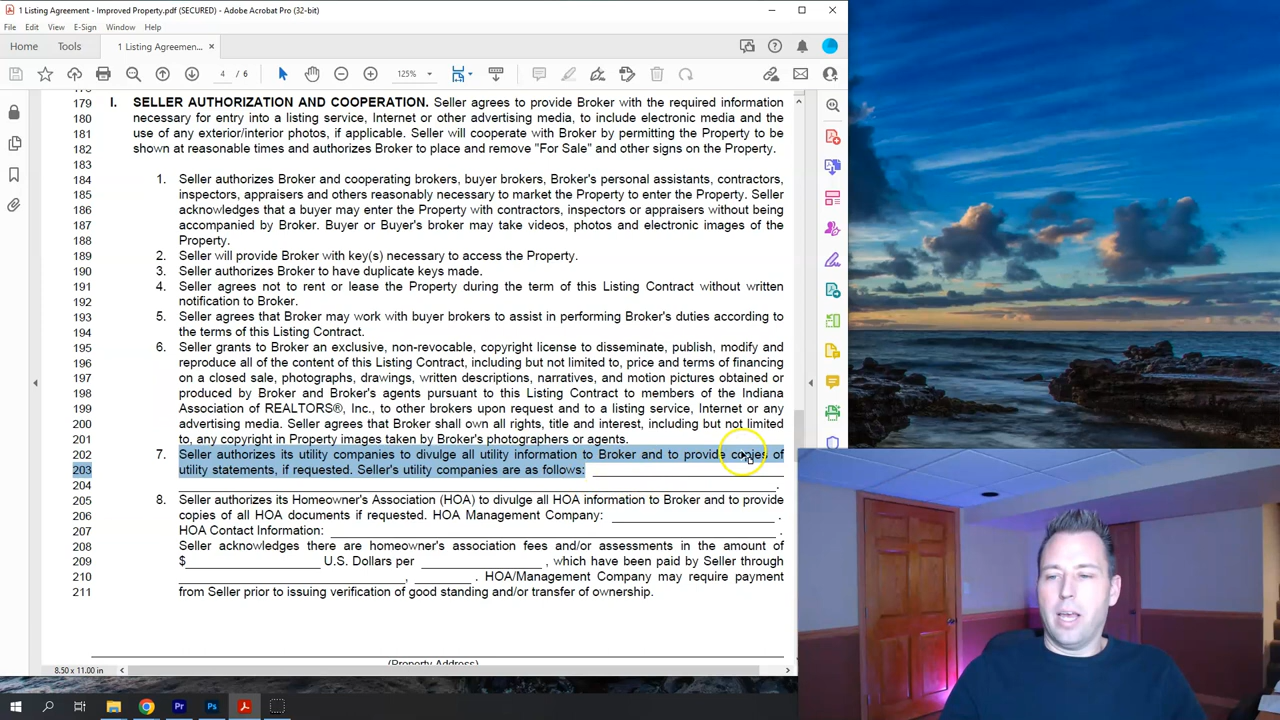 1 Listing Agreement - Improved Property.pdf (SECURED) - Adobe Acrobat Pro (32-bit)
File Edit View E-Sign Window Help
Home Tools 1 Listing Agreemen... ×
? 
4 / 6 125%
179 I. SELLER AUTHORIZATION AND COOPERATION. Seller agrees to provide Broker with the required information
180 necessary for entry into a listing service, Internet or other advertising media, to include electronic media and the
181 use of any exterior/interior photos, if applicable. Seller will cooperate with Broker by permitting the Property to be
182 shown at reasonable times and authorizes Broker to place and remove "For Sale" and other signs on the Property.
183
184 1. Seller authorizes Broker and cooperating brokers, buyer brokers, Broker's personal assistants, contractors,
185 inspectors, appraisers and others reasonably necessary to market the Property to enter the Property. Seller
186 acknowledges that a buyer may enter the Property with contractors, inspectors or appraisers without being
187 accompanied by Broker. Buyer or Buyer's broker may take videos, photos and electronic images of the
188 Property.
189 2. Seller will provide Broker with key(s) necessary to access the Property.
190 3. Seller authorizes Broker to have duplicate keys made.
191 4. Seller agrees not to rent or lease the Property during the term of this Listing Contract without written
192 notification to Broker.
193 5. Seller agrees that Broker may work with buyer brokers to assist in performing Broker's duties according to
194 the terms of this Listing Contract.
195 6. Seller grants to Broker an exclusive, non-revocable, copyright license to disseminate, publish, modify and
196 reproduce all of the content of this Listing Contract, including but not limited to, price and terms of financing
197 on a closed sale, photographs, drawings, written descriptions, narratives, and motion pictures obtained or
198 produced by Broker and Broker's agents pursuant to this Listing Contract to members of the Indiana
199 Association of REALTORS®, Inc., to other brokers upon request and to a listing service, Internet or any
200 advertising media. Seller agrees that Broker shall own all rights, title and interest, including but not limited
201 to, any copyright in Property images taken by Broker's photographers or agents.
202 7. Seller authorizes its utility companies to divulge all utility information to Broker and to provide copies of
203 utility statements, if requested. Seller's utility companies are as follows: ____________________
204 ____________________.
205 8. Seller authorizes its Homeowner's Association (HOA) to divulge all HOA information to Broker and to provide
206 copies of all HOA documents if requested. HOA Management Company: ____________________.
207 HOA Contact Information: ____________________.
208 Seller acknowledges there are homeowner's association fees and/or assessments in the amount of
209 $____________________ U.S. Dollars per ____________________, which have been paid by Seller through
210 ____________________, ________. HOA/Management Company may require payment
211 from Seller prior to issuing verification of good standing and/or transfer of ownership.
(Property Address)
8.50 x 11.00 in